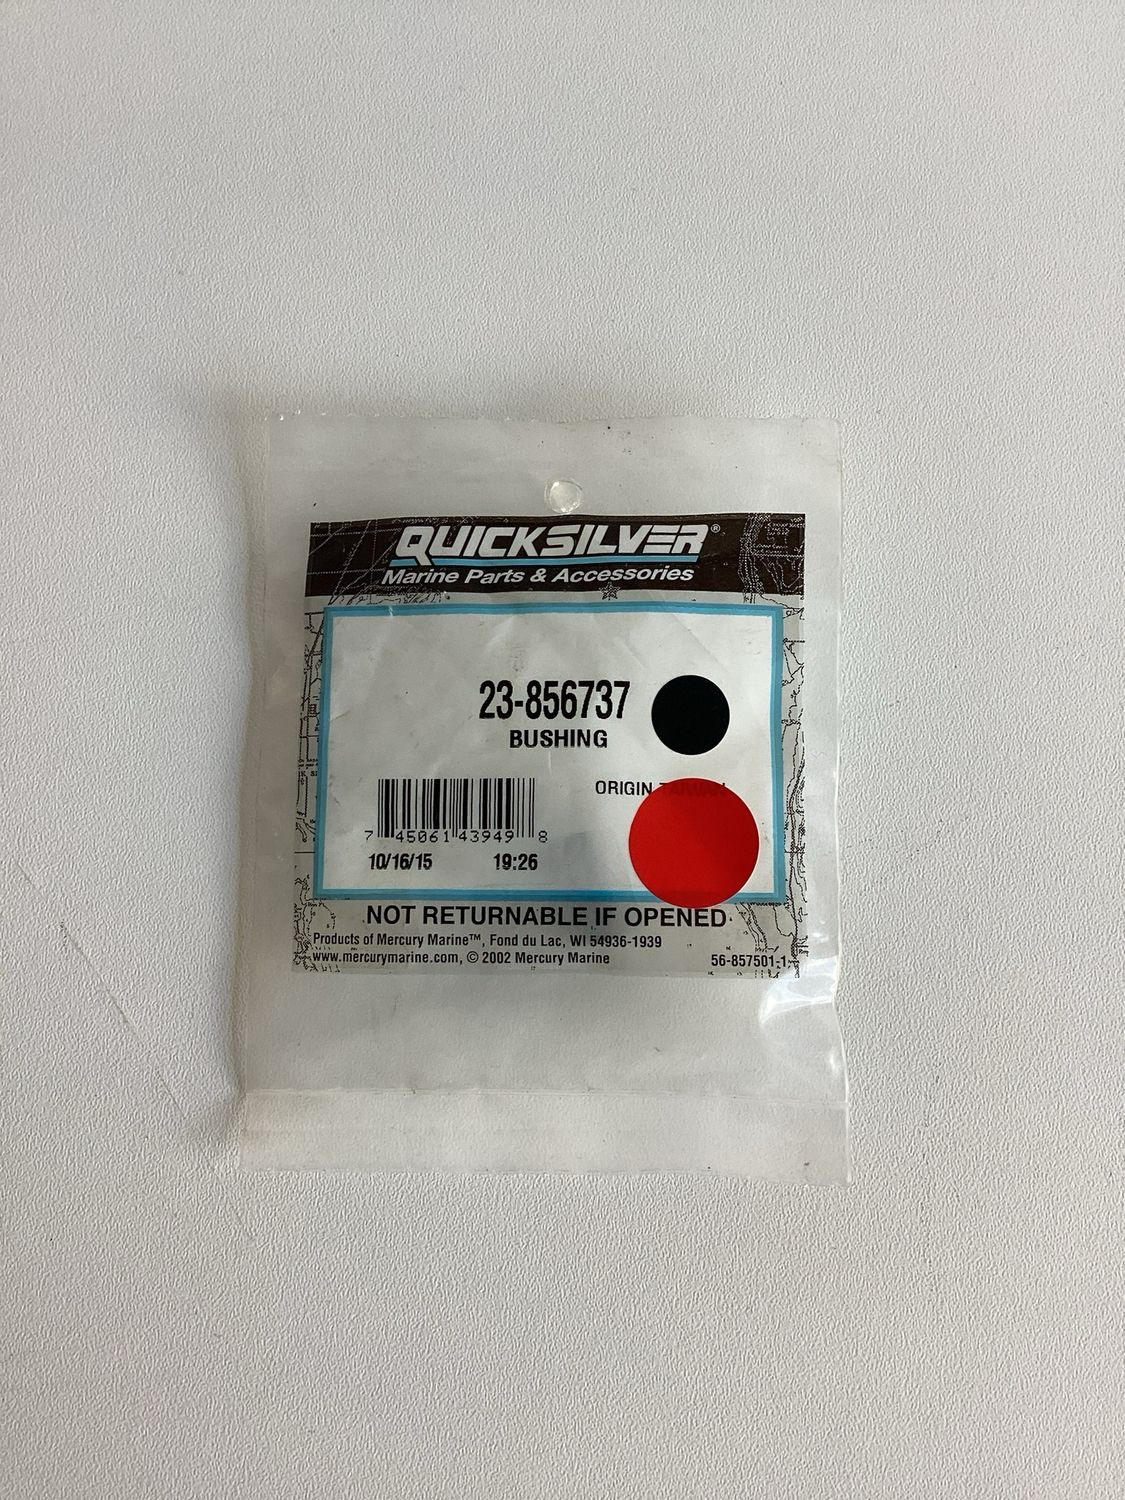 QUICKSILVER®
Marine Parts & Accessories
23-856737
BUSHING
ORIGIN TAIWAN
7 45061 43949 8
10/16/15 19:26
NOT RETURNABLE IF OPENED
Products of Mercury Marine™, Fond du Lac, WI 54936-1939
www.mercurymarine.com, © 2002 Mercury Marine
56-857501-1